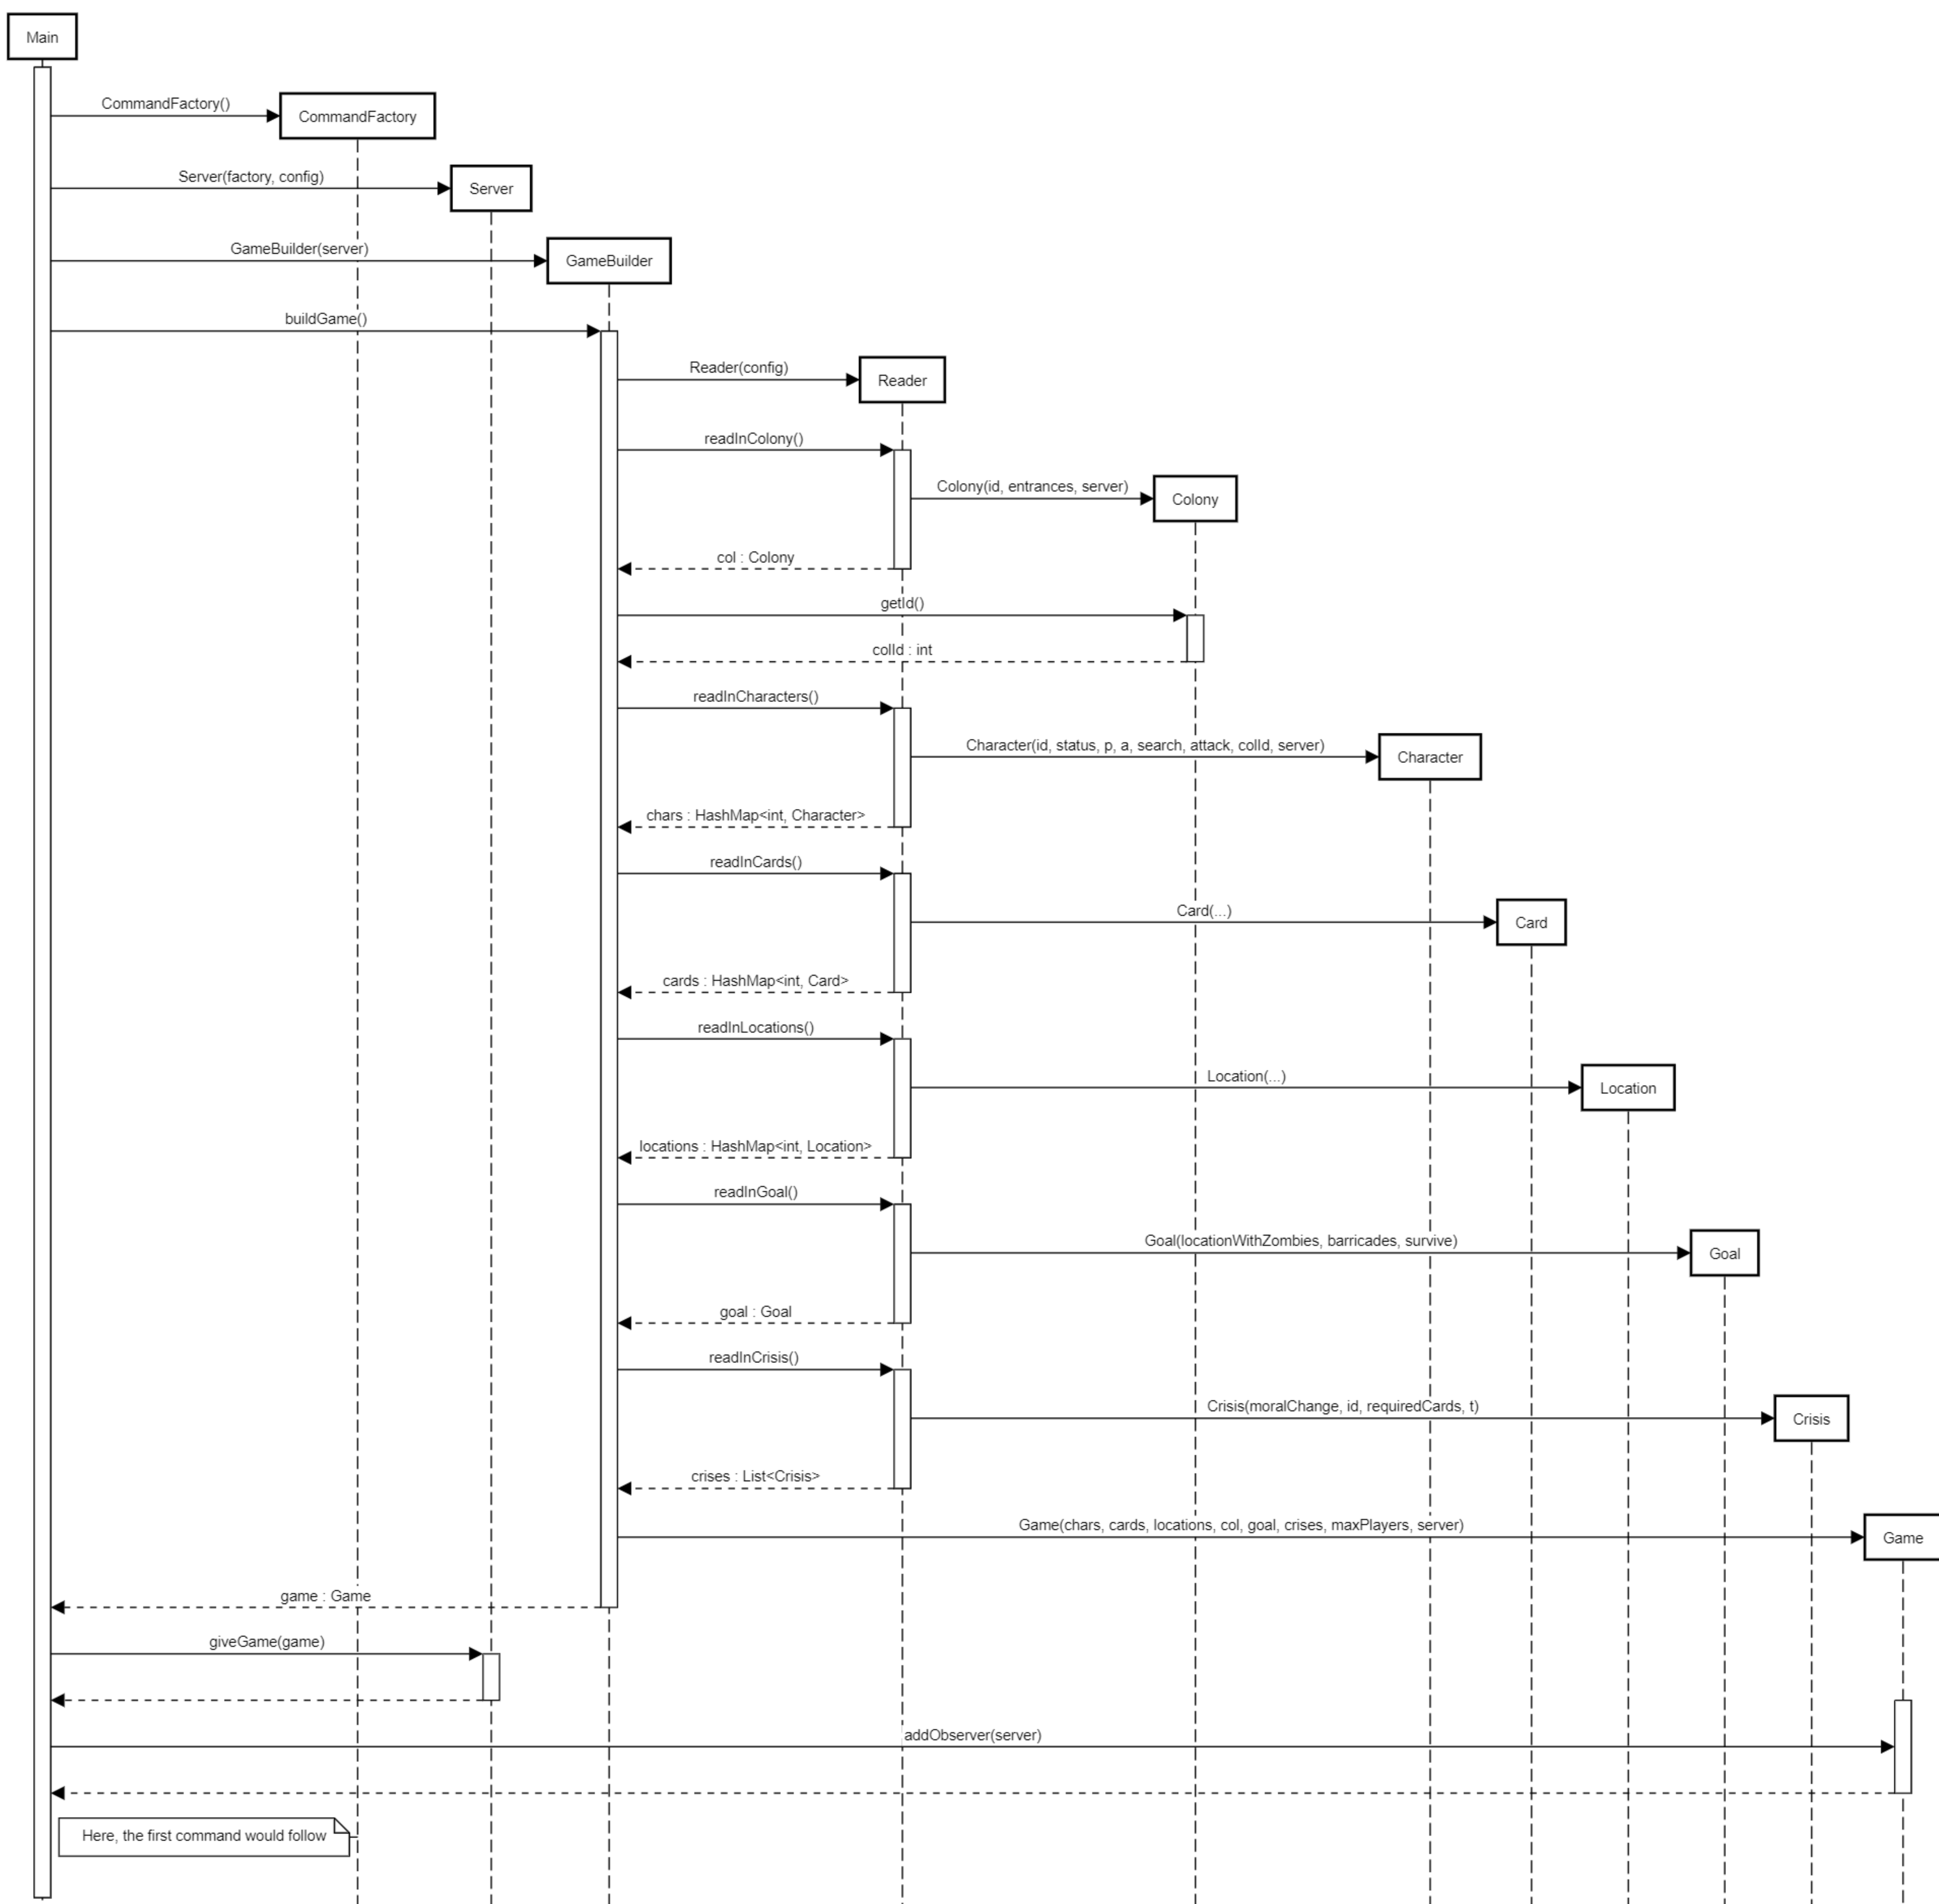 Main
CommandFactory()
CommandFactory
Server(factory, config)
Server
GameBuilder(server)
GameBuilder
buildGame()
Reader(config)
Reader
readInColony()
Colony(id, entrances, server)
Colony
col : Colony
getId()
colId : int
readInCharacters()
Character(id, status, p, a, search, attack, colId, server)
Character
chars : HashMap<int, Character>
readInCards()
Card(...)
Card
cards : HashMap<int, Card>
readInLocations()
Location(...)
Location
locations : HashMap<int, Location>
readInGoal()
Goal(locationWithZombies, barricades, survive)
Goal
goal : Goal
readInCrisis()
Crisis(moralChange, id, requiredCards, t)
Crisis
crises : List<Crisis>
Game(chars, cards, locations, col, goal, crises, maxPlayers, server)
Game
game : Game
giveGame(game)
addObserver(server)
Here, the first command would follow